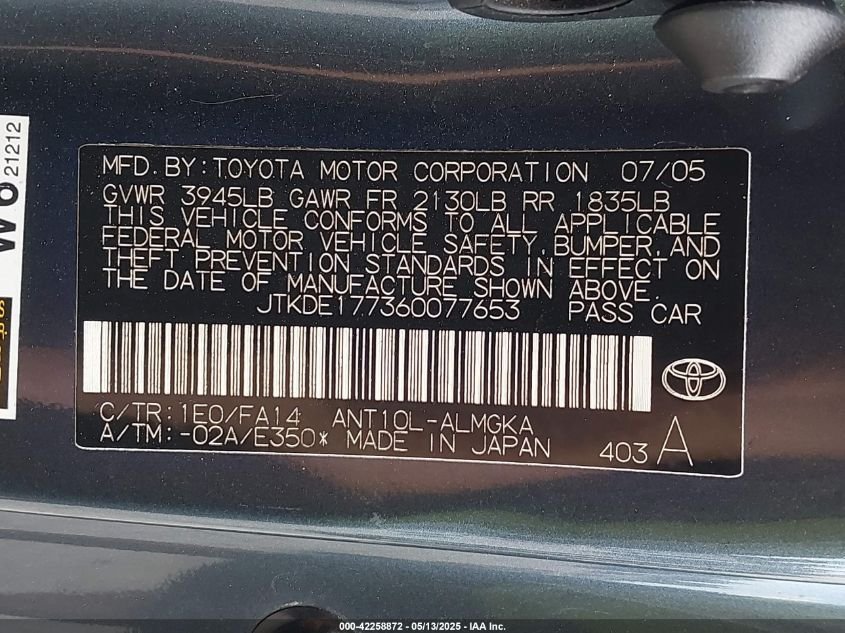 MFD.BY:TOYOTA MOTOR CORPORATION 07/05
GVWR 3945LB GAWR FR 2130LB RR 1835LB
THIS VEHICLE CONFORMS TO ALL APPLICABLE
FEDERAL MOTOR VEHICLE SAFETY,BUMPER,AND
THEFT PREVENTION STANDARDS IN EFFECT ON
THE DATE OF MANUFACTURE SHOWN ABOVE.
JTKDE177360077653 PASS CAR
C/TR:1E0/FA14 ANT10L-ALMGKA
A/TM:-02A/E350* MADE IN JAPAN 403 A
21212
000-42258872 - 05/13/2025 - IAA Inc.